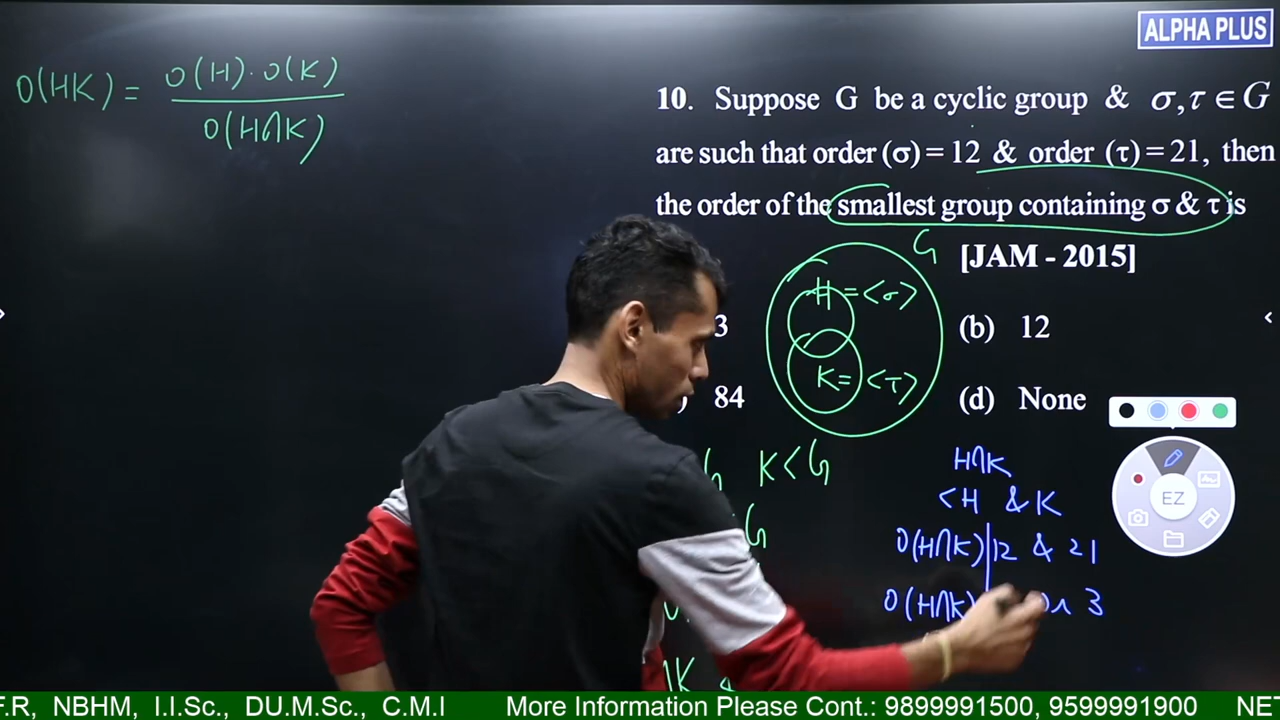 ALPHA PLUS
O(HK) = O(H)·O(K)
O(H∩K)
10. Suppose G be a cyclic group & σ,τ ∈ G
are such that order (σ) = 12 & order (τ) = 21, then
the order of the smallest group containing σ & τ is
G
[JAM - 2015]
H = <σ>
3
(b) 12
K = <τ>
84
(d) None
G K < G
H∩K
< H & K
G
O(H∩K) | 12 & 21
O(H∩K) 3
EZ
F.R, NBHM, I.I.Sc., DU.M.Sc., C.M.I More Information Please Cont.: 9899991500, 9599991900 NE